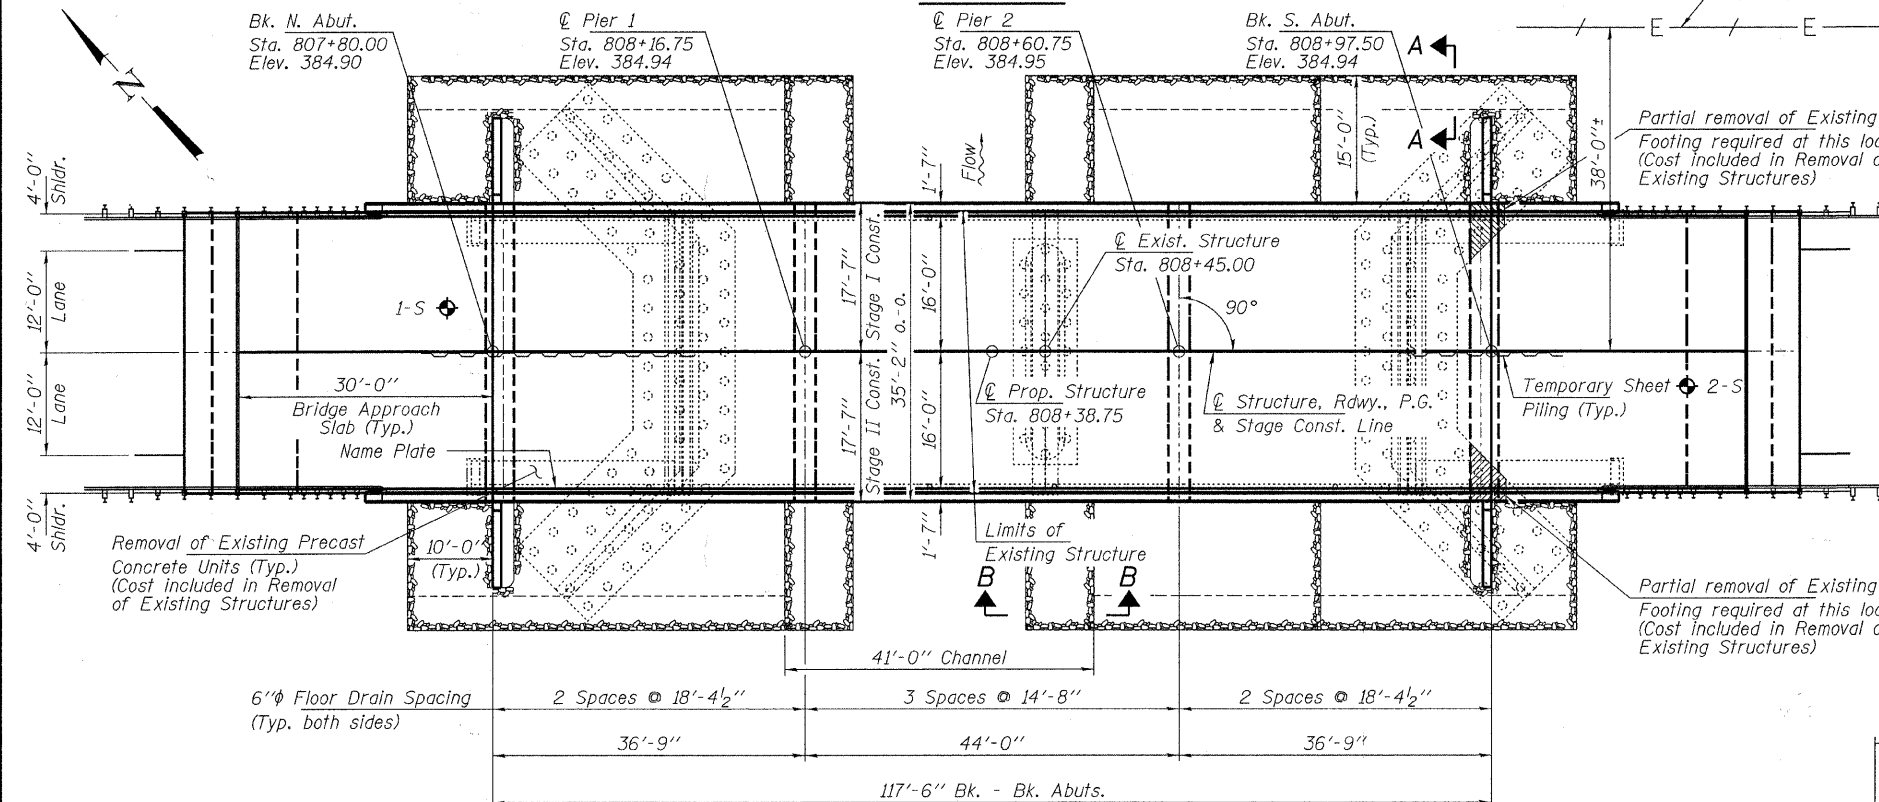 Bk. N. Abut.
Sta. 807+80.00
Elev. 384.90
℄ Pier 1
Sta. 808+16.75
Elev. 384.94
℄ Pier 2
Sta. 808+60.75
Elev. 384.95
Bk. S. Abut.
Sta. 808+97.50
Elev. 384.94
A
E
E
N
A
15'-0"
(Typ.)
38'-0"±
Partial removal of Existing
Footing required at this loc
(Cost included in Removal o
Existing Structures)
4'-0"
Shldr.
1'-7"
Flow
12'-0"
Lane
1-S
17'-7"
Stage I Const.
16'-0"
℄ Exist. Structure
Sta. 808+45.00
90°
35'-2" o.-o.
12'-0"
Lane
30'-0"
Bridge Approach
Slab (Typ.)
Name Plate
17'-7"
Stage II Const.
16'-0"
℄ Prop. Structure
Sta. 808+38.75
℄ Structure, Rdwy., P.G.
& Stage Const. Line
Temporary Sheet
Piling (Typ.)
2-S
4'-0"
Shldr.
Removal of Existing Precast
Concrete Units (Typ.)
(Cost included in Removal
of Existing Structures)
10'-0"
(Typ.)
1'-7"
Limits of
Existing Structure
B
B
Partial removal of Existing
Footing required at this loc
(Cost included in Removal o
Existing Structures)
41'-0" Channel
6"φ Floor Drain Spacing
(Typ. both sides)
2 Spaces @ 18'-4½"
3 Spaces @ 14'-8"
2 Spaces @ 18'-4½"
36'-9"
44'-0"
36'-9"
117'-6" Bk. - Bk. Abuts.